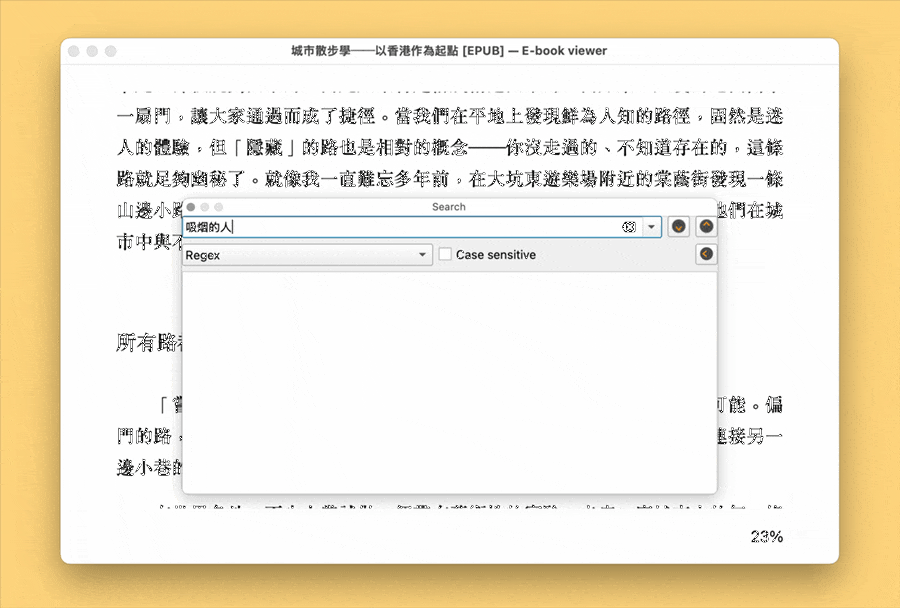 城市散步學——以香港作為起點 [EPUB] — E-book viewer
一扇門，讓大家通過而成了捷徑。當我們在平地上發現鮮為人知的路徑，固然是迷
人的體驗，但「隱藏」的路也是相對的概念——你沒走過的、不知道存在的，這條
路就足夠幽秘了。就像我一直難忘多年前，在大坑東遊樂場附近的棠蔭街發現一條
Search
山邊小路
他們在城
吸烟的人
市中與不
Regex
Case sensitive
所有路
「當
可能。偏
門的路，
連接另一
邊小巷的
23%